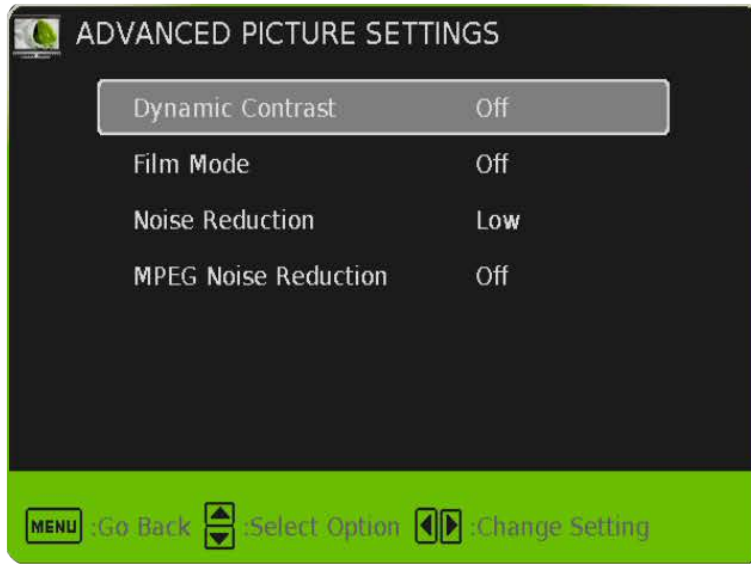 ADVANCED PICTURE SETTINGS
Dynamic Contrast Off
Film Mode Off
Noise Reduction Low
MPEG Noise Reduction Off
MENU :Go Back :Select Option :Change Setting